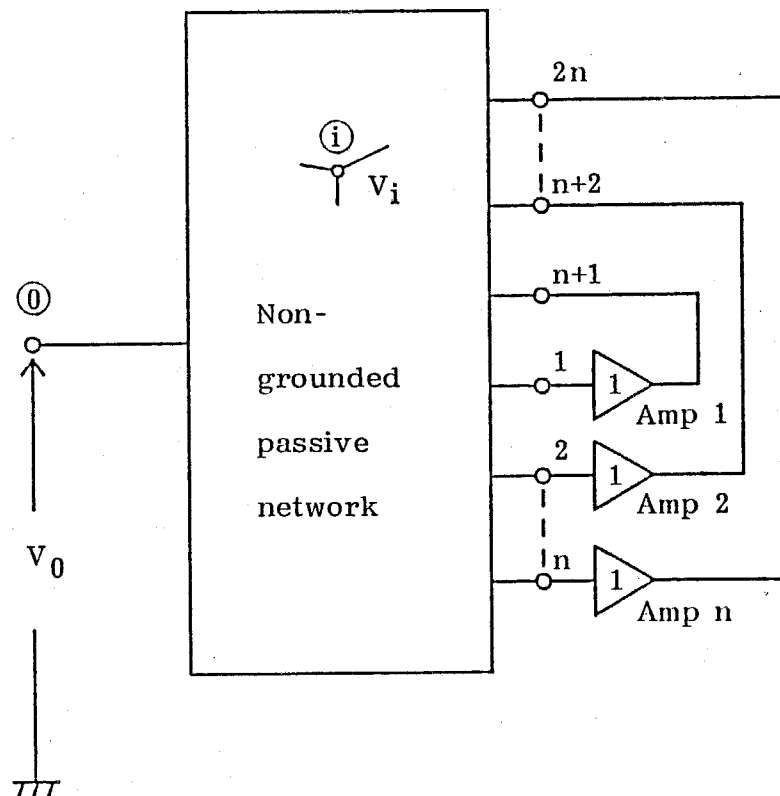 2n
ⓘ
Vi
n+2
⓪
n+1
Non-
grounded
passive
network
1
1
Amp 1
2
1
Amp 2
V0
n
1
Amp n